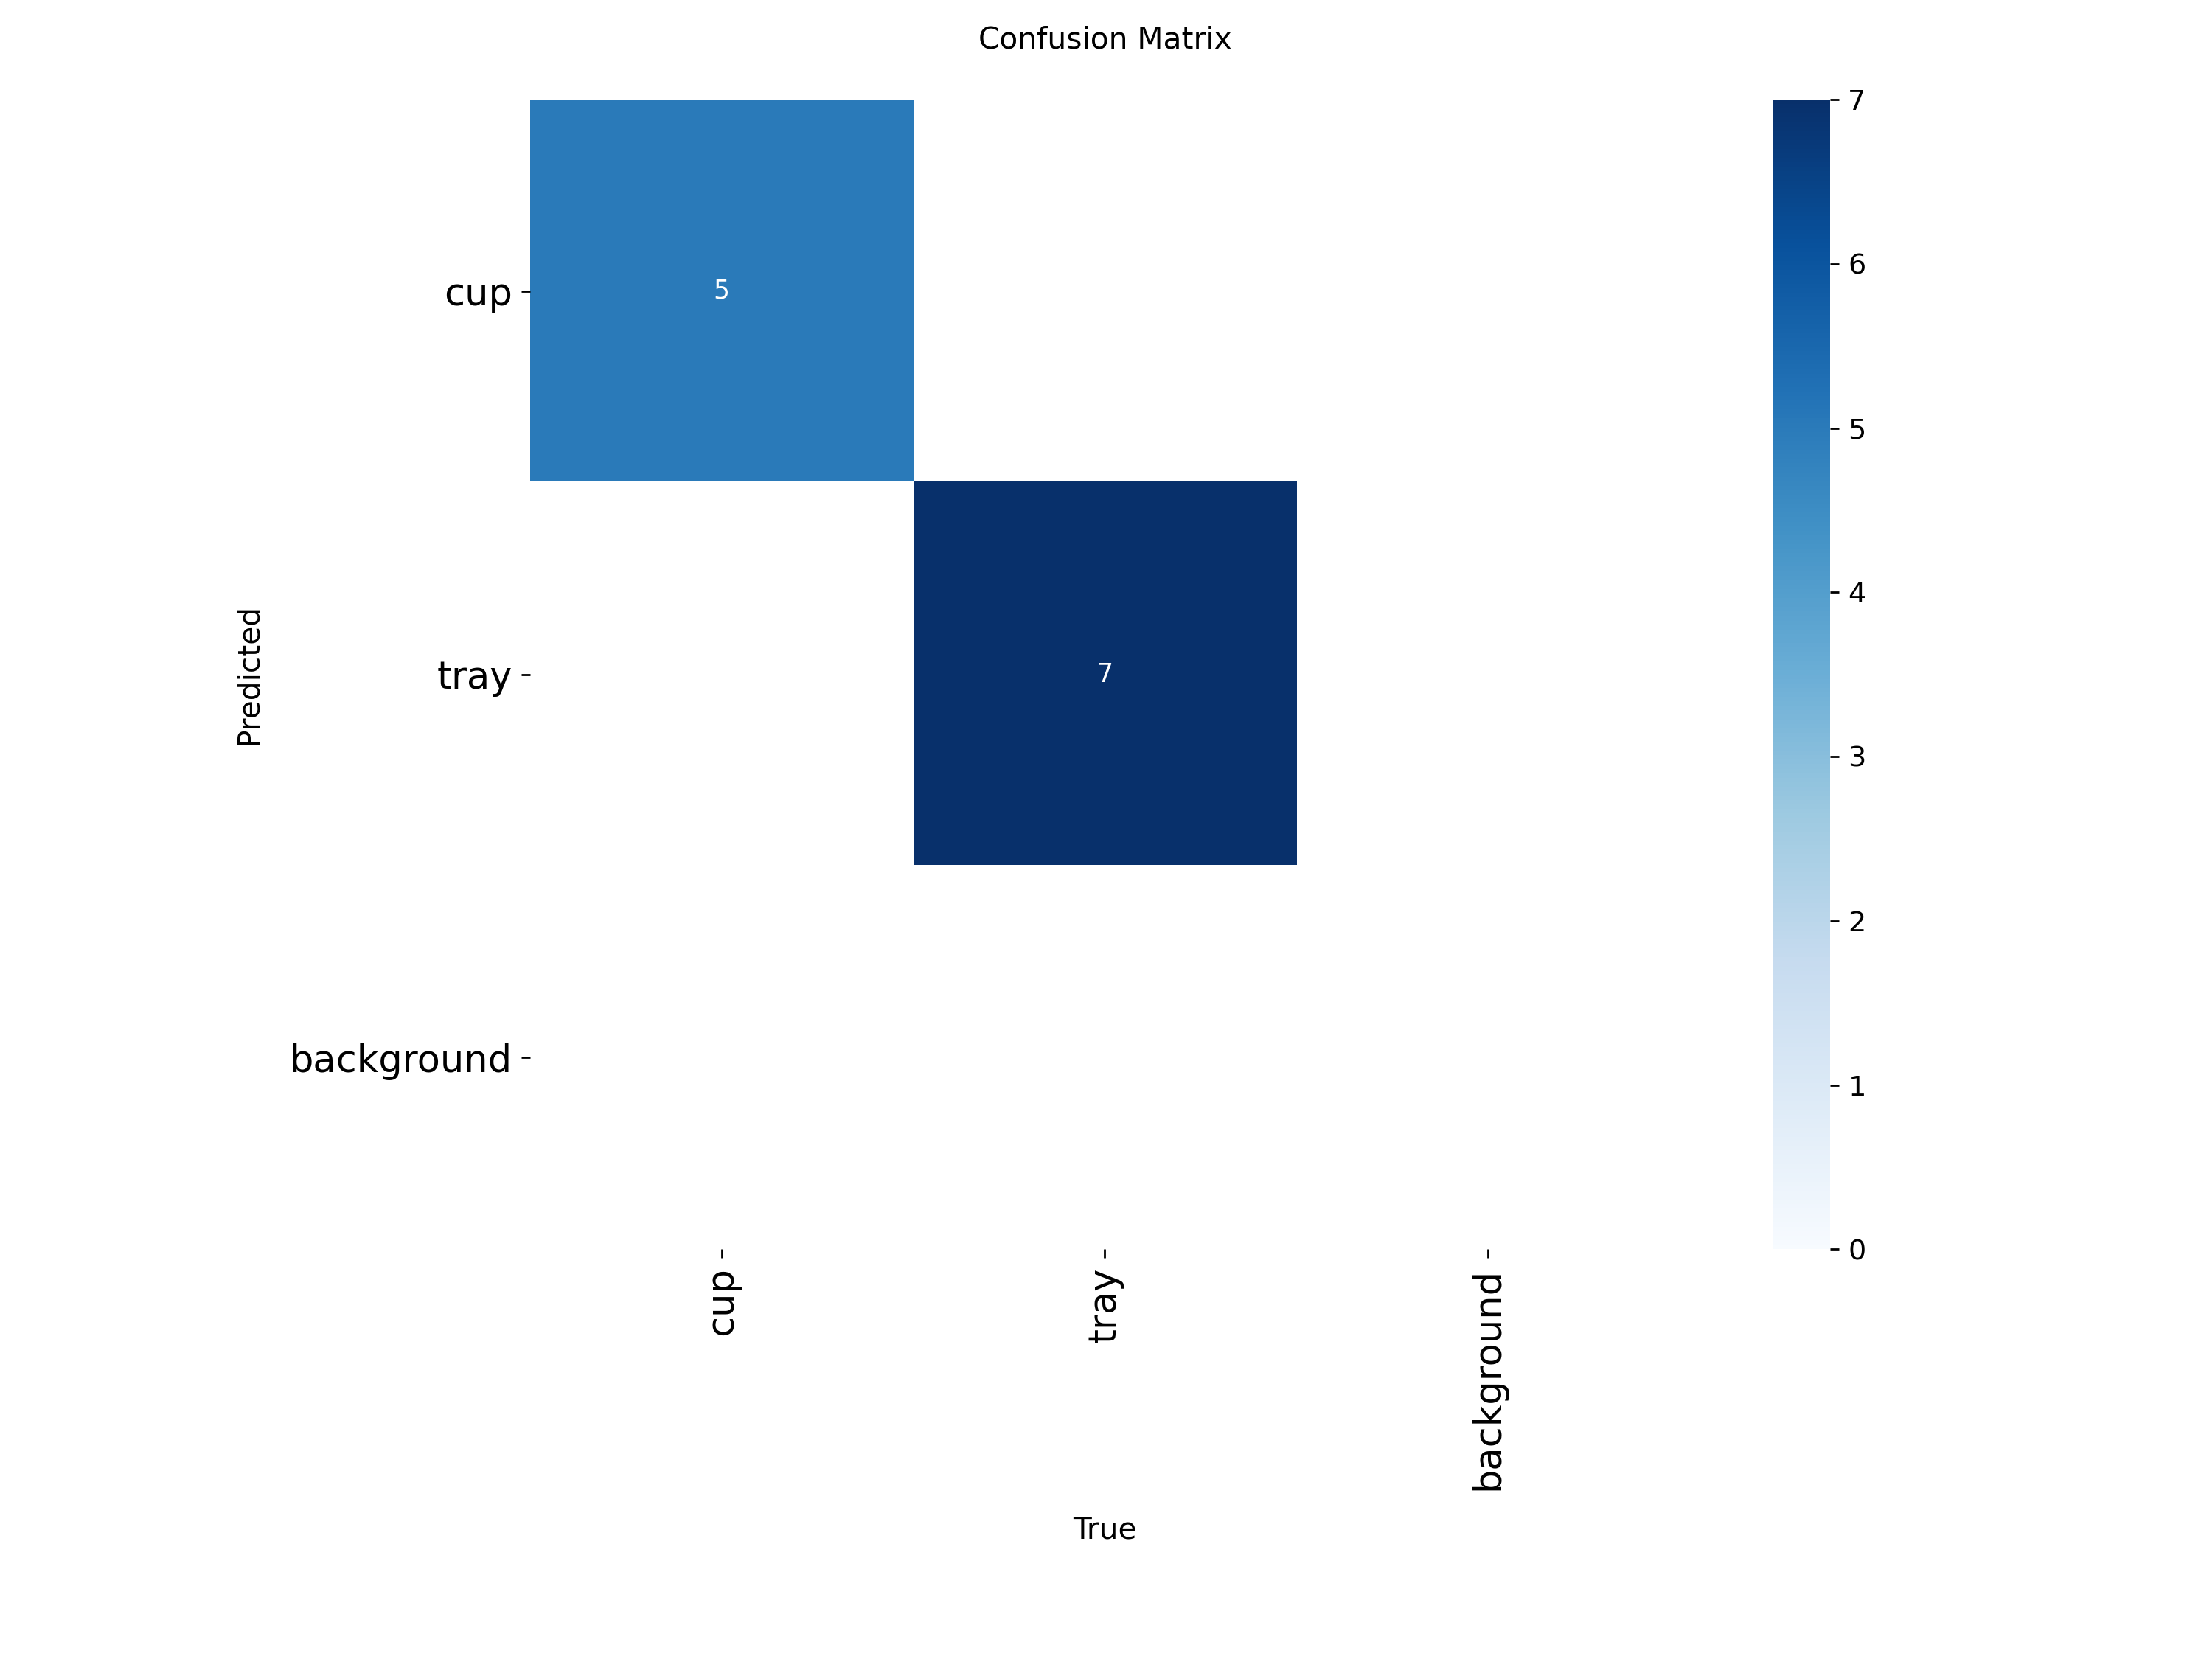 Confusion Matrix
7
6
5
4
3
2
1
0
cup
5
tray
7
background
Predicted
cup
tray
background
True